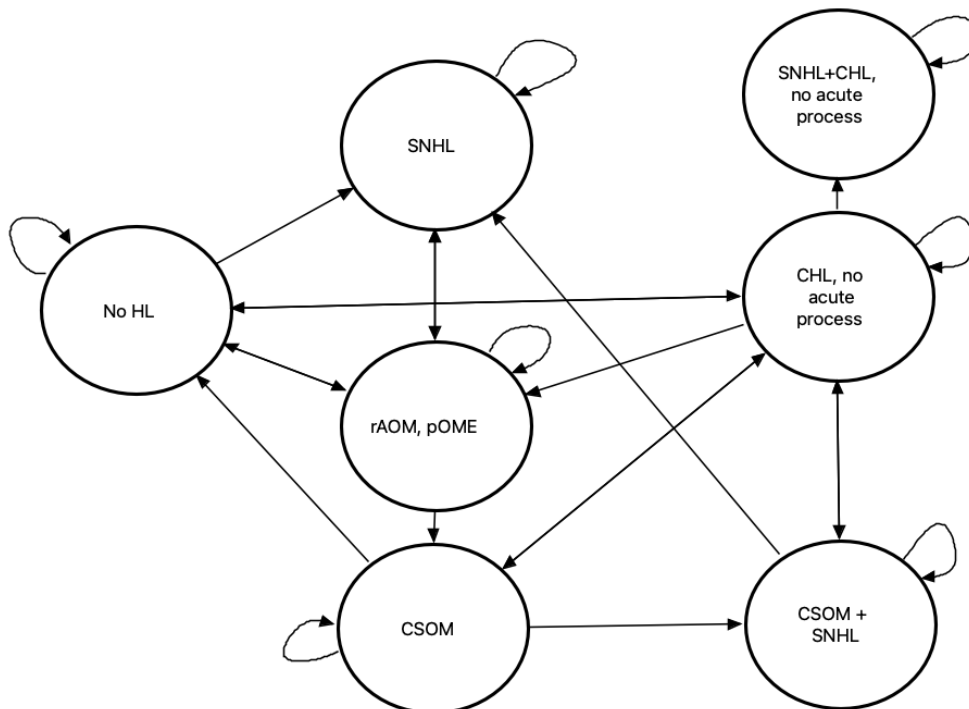 SNHL+CHL,
no acute
process
SNHL
No HL
CHL, no
acute
process
rAOM, pOME
CSOM
CSOM +
SNHL